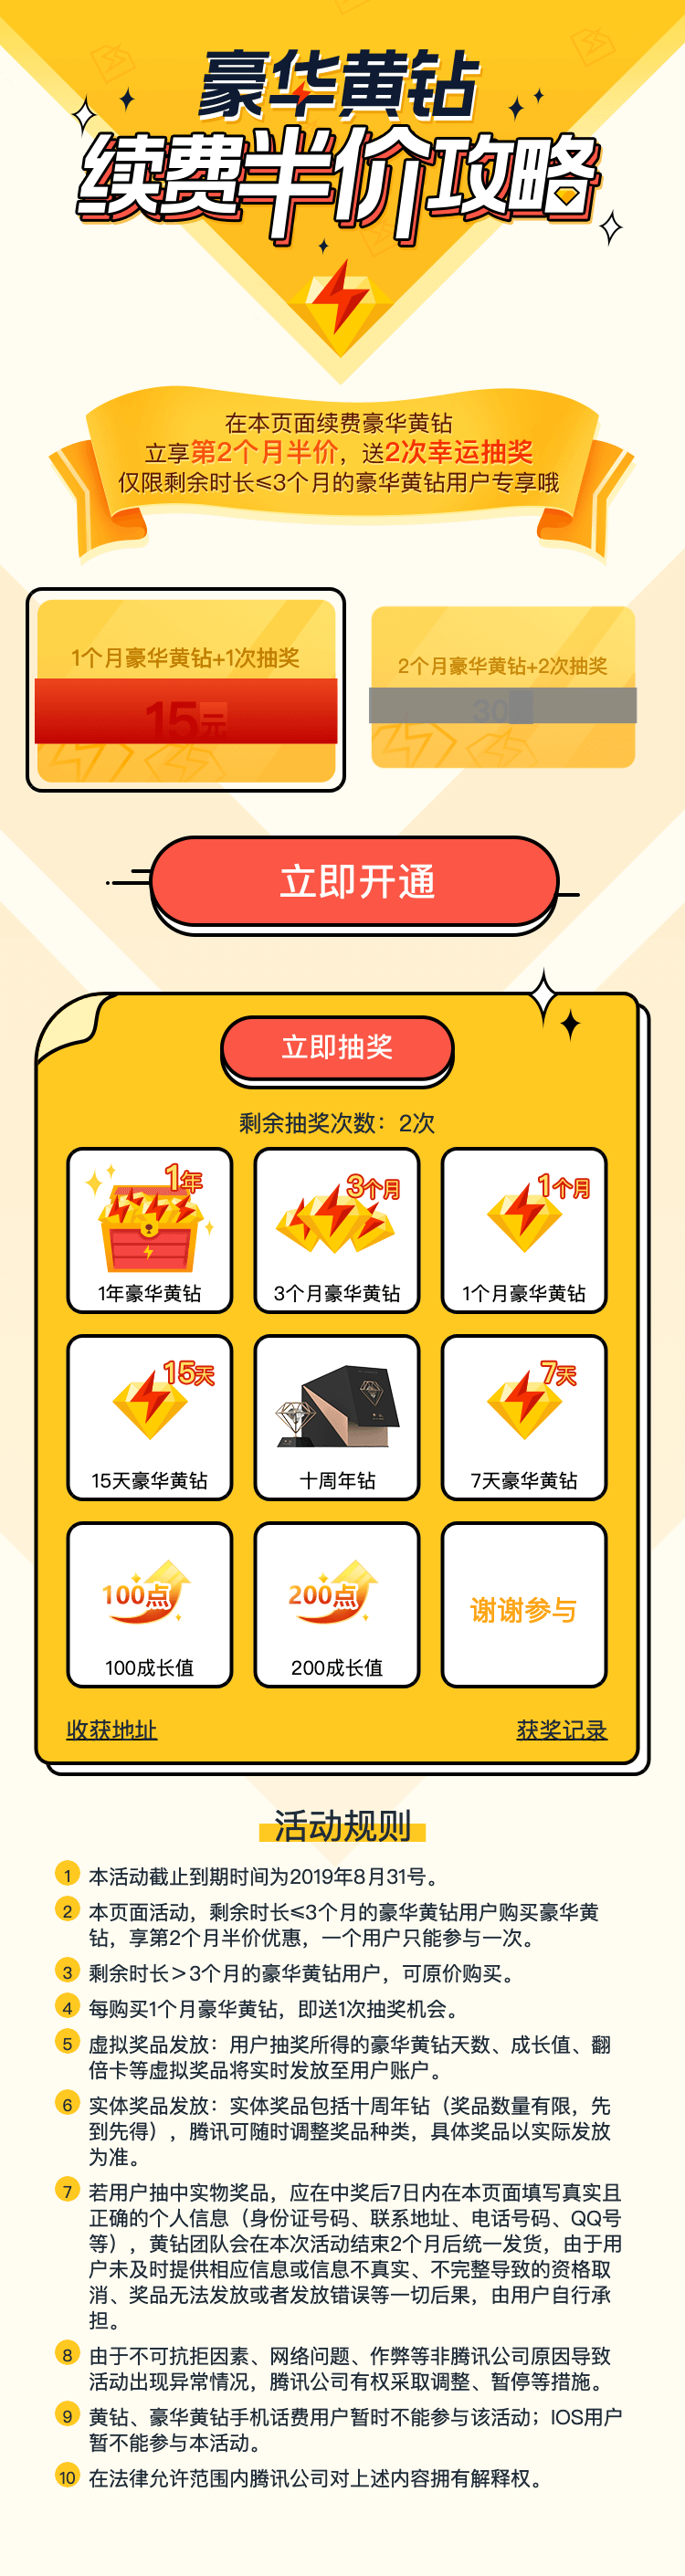 豪华黄钻
续费半价攻略
在本页面续费豪华黄钻
立享第2个月半价，送2次幸运抽奖
仅限剩余时长≤3个月的豪华黄钻用户专享哦
1个月豪华黄钻+1次抽奖
15元
2个月豪华黄钻+2次抽奖
30
立即开通
立即抽奖
剩余抽奖次数：2次
1年
1年豪华黄钻
3个月
3个月豪华黄钻
1个月
1个月豪华黄钻
15天
15天豪华黄钻
十周年钻
7天
7天豪华黄钻
100点
100成长值
200点
200成长值
谢谢参与
收获地址
获奖记录
活动规则
1 本活动截止到期时间为2019年8月31号。
2 本页面活动，剩余时长≤3个月的豪华黄钻用户购买豪华黄
钻，享第2个月半价优惠，一个用户只能参与一次。
3 剩余时长＞3个月的豪华黄钻用户，可原价购买。
4 每购买1个月豪华黄钻，即送1次抽奖机会。
5 虚拟奖品发放：用户抽奖所得的豪华黄钻天数、成长值、翻
倍卡等虚拟奖品将实时发放至用户账户。
6 实体奖品发放：实体奖品包括十周年钻（奖品数量有限，先
到先得），腾讯可随时调整奖品种类，具体奖品以实际发放
为准。
7 若用户抽中实物奖品，应在中奖后7日内在本页面填写真实且
正确的个人信息（身份证号码、联系地址、电话号码、QQ号
等），黄钻团队会在本次活动结束2个月后统一发货，由于用
户未及时提供相应信息或信息不真实、不完整导致的资格取
消、奖品无法发放或者发放错误等一切后果，由用户自行承
担。
8 由于不可抗拒因素、网络问题、作弊等非腾讯公司原因导致
活动出现异常情况，腾讯公司有权采取调整、暂停等措施。
9 黄钻、豪华黄钻手机话费用户暂时不能参与该活动；IOS用户
暂不能参与本活动。
10 在法律允许范围内腾讯公司对上述内容拥有解释权。